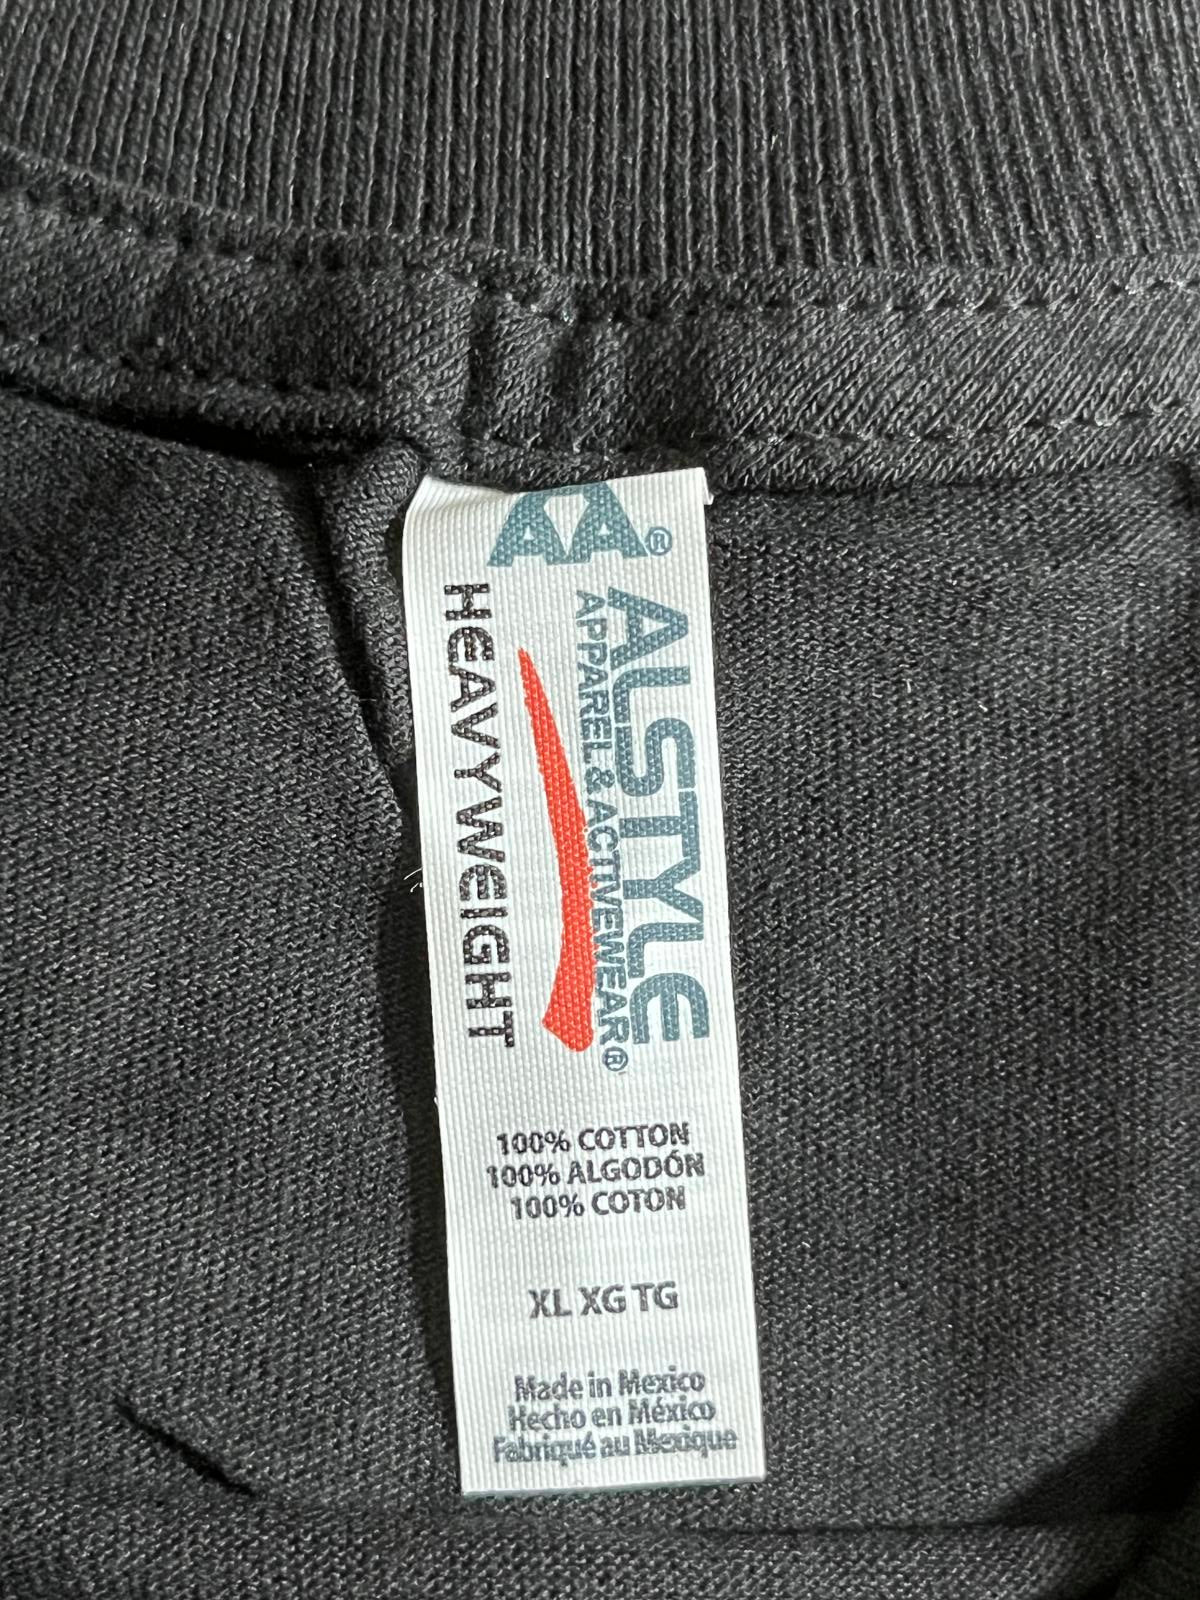 AA®
ALSTYLE
APPAREL & ACTIVEWEAR®
HEAVYWEIGHT
100% COTTON
100% ALGODÓN
100% COTON
XL XG TG
Made in Mexico
Hecho en México
Fabriqué au Mexique